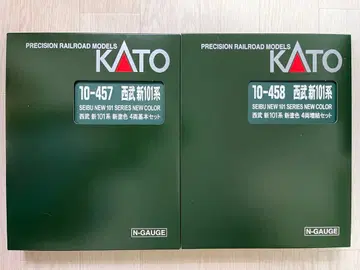 PRECISION RAILROAD MODELS
KATO
10-457 西武 新101系
SEIBU NEW 101 SERIES NEW COLOR
西武 新101系 新塗色 4両基本セット
N-GAUGE
PRECISION RAILROAD MODELS
KATO
10-458 西武 新101系
SEIBU NEW 101 SERIES NEW COLOR
西武 新101系 新塗色 4両増結セット
N-GAUGE